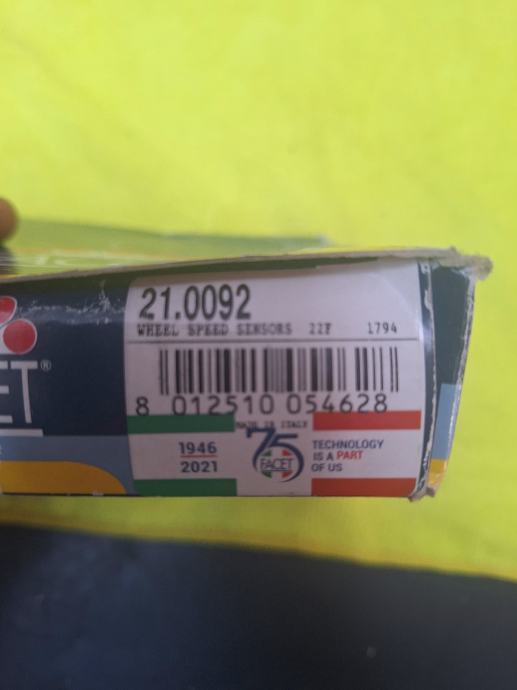 21.0092
WHEEL SPEED SENSORS 22F 1794
8 012510 054628
MADE IN ITALY
ET®
1946
2021
75
FACET
TECHNOLOGY
IS A PART
OF US